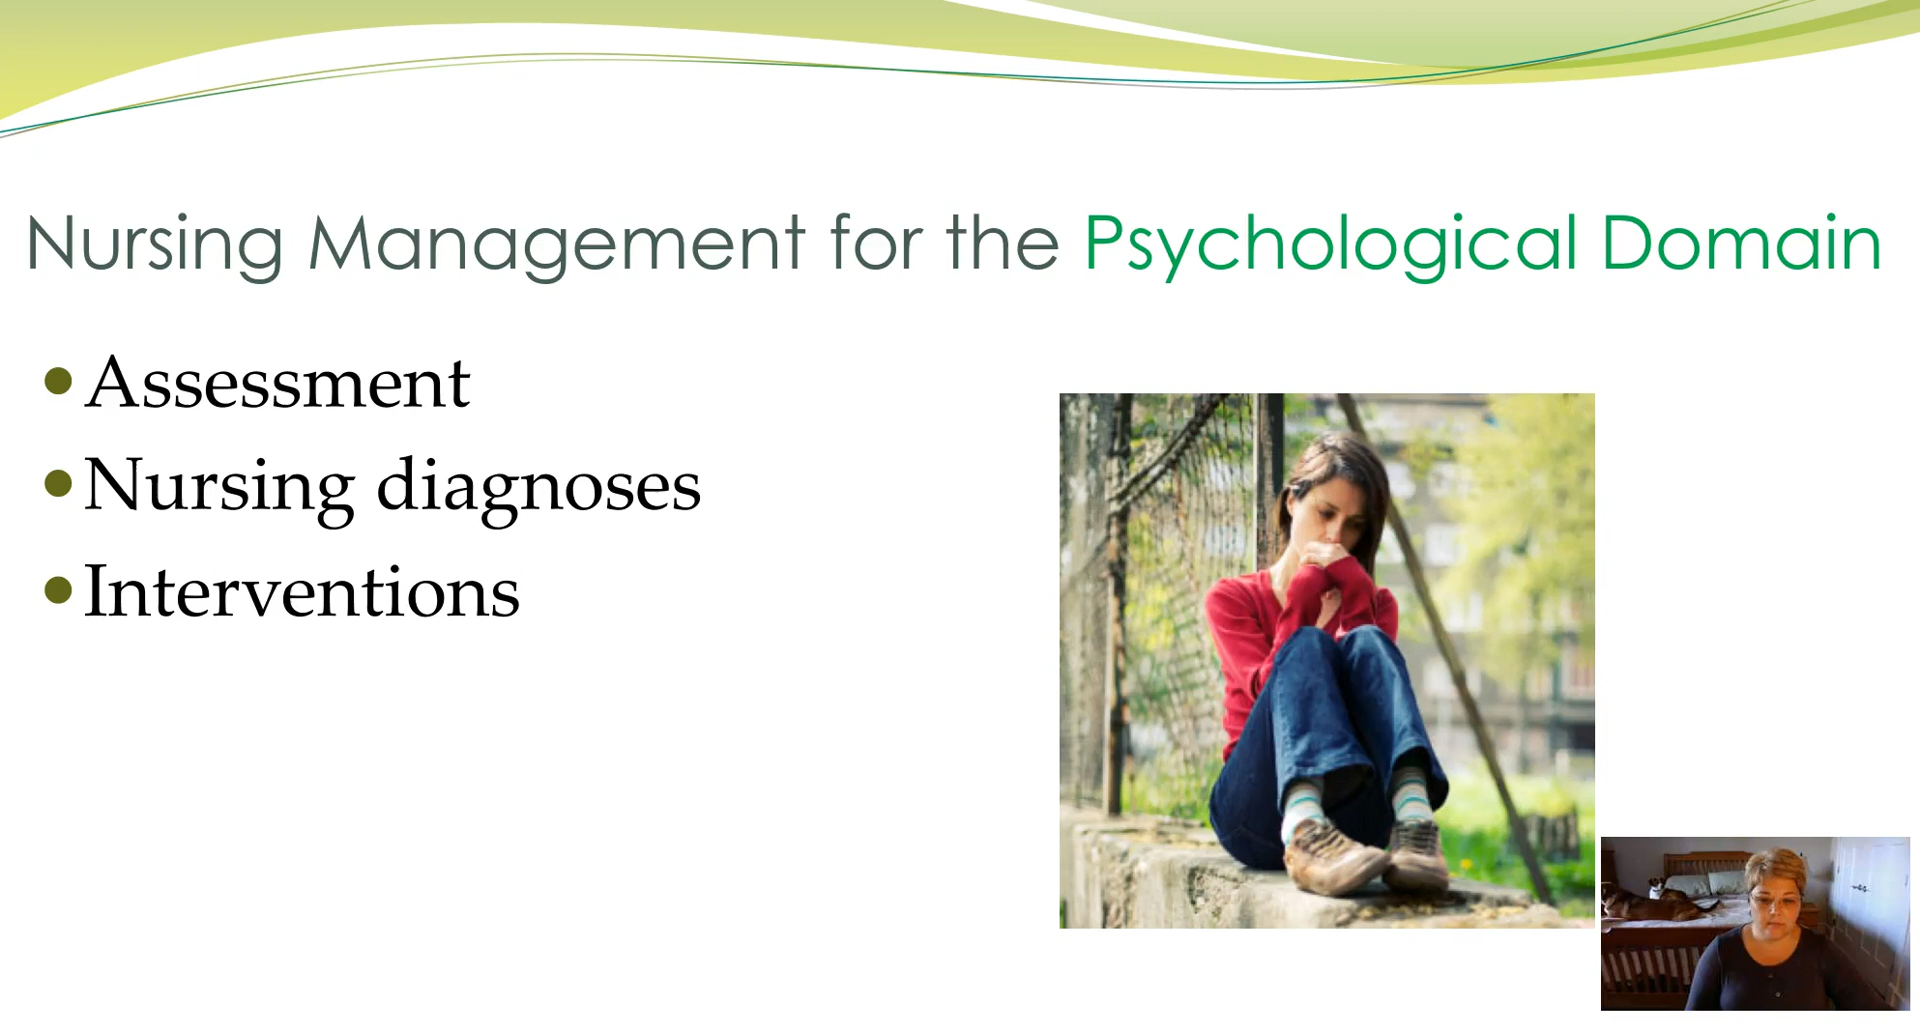 Nursing Management for the Psychological Domain
•Assessment
•Nursing diagnoses
•Interventions